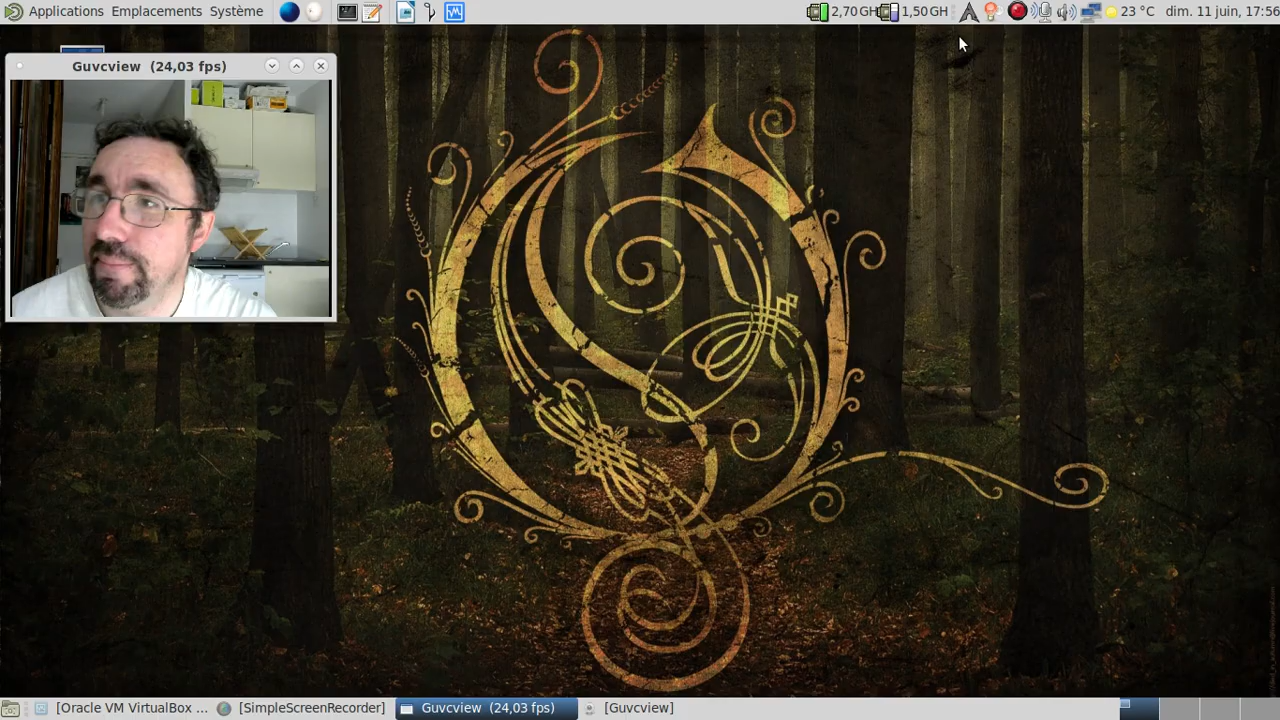 Applications Emplacements Système 2,70 GH 1,50 GH 23 °C dim. 11 juin, 17:56
Guvcview (24,03 fps)
[Oracle VM VirtualBox ... [SimpleScreenRecorder] Guvcview (24,03 fps) [Guvcview]